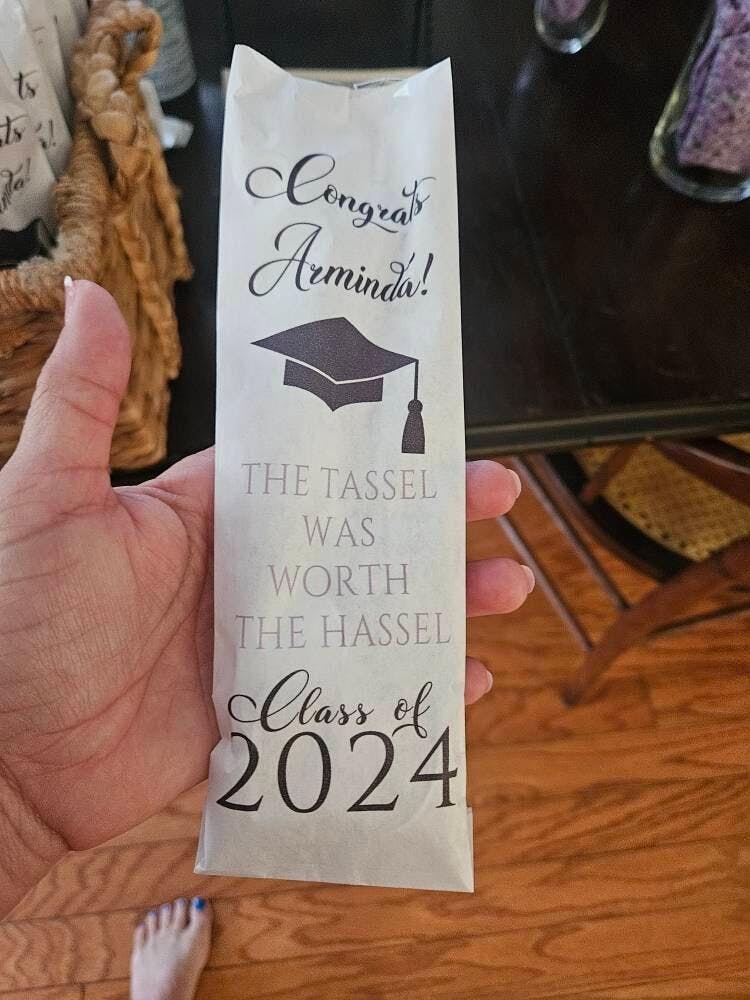 Congrats
Arminda!
THE TASSEL
WAS
WORTH
THE HASSEL
Class of
2024